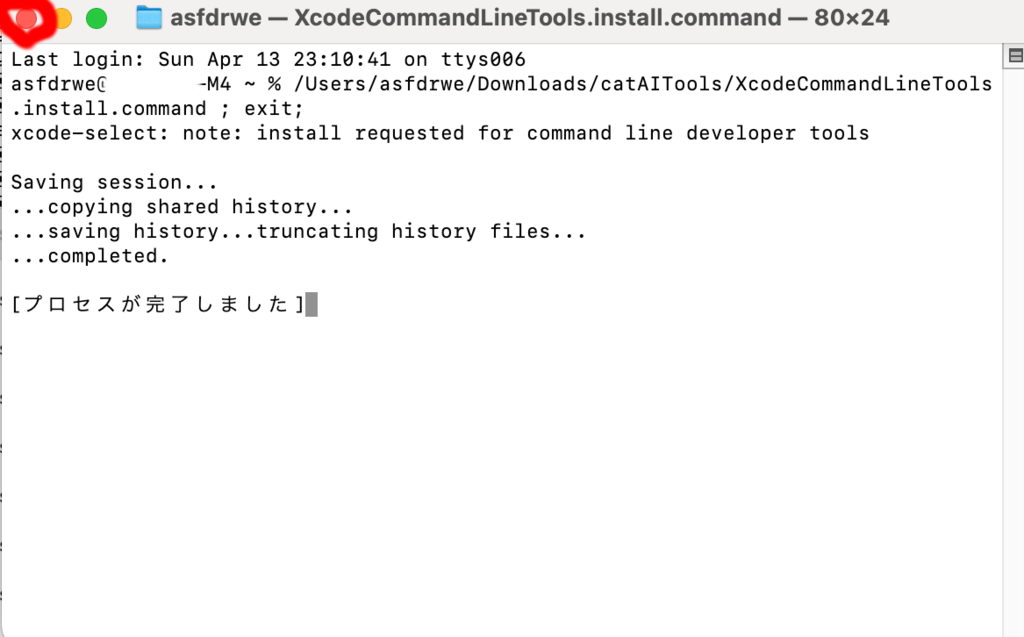 asfdrwe — XcodeCommandLineTools.install.command — 80×24
Last login: Sun Apr 13 23:10:41 on ttys006
asfdrwe@ -M4 ~ % /Users/asfdrwe/Downloads/catAITools/XcodeCommandLineTools
.install.command ; exit;
xcode-select: note: install requested for command line developer tools
Saving session...
...copying shared history...
...saving history...truncating history files...
...completed.
[プロセスが完了しました]